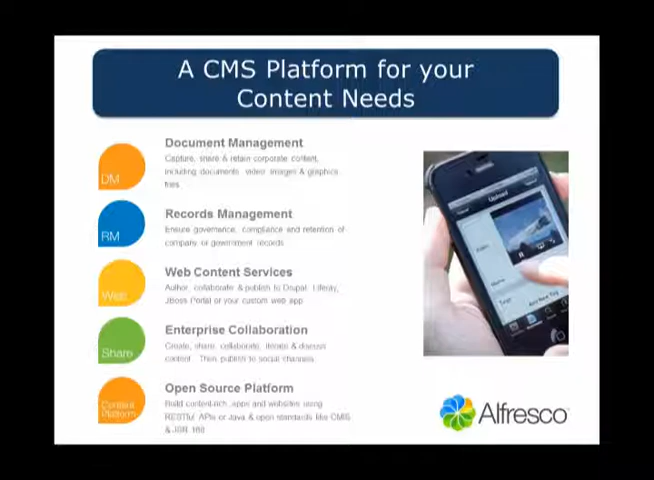 A CMS Platform for your
Content Needs
Document Management
Capture, share & retain corporate content,
including documents video images & graphics
files
DM
Records Management
Ensure governance, compliance and retention of
company or government records
RM
Web Content Services
Author, collaborate & publish to Drupal, Liferay,
Jboss Portal or your custom web app
Web
Enterprise Collaboration
Create, share, collaborate, iterate & discuss
content. Then publish to social channels.
Share
Open Source Platform
Build content-rich apps and websites using
RESTful APIs or Java & open standards like CMIS
& JSR 168
Content
Platform
Upload
Alfresco